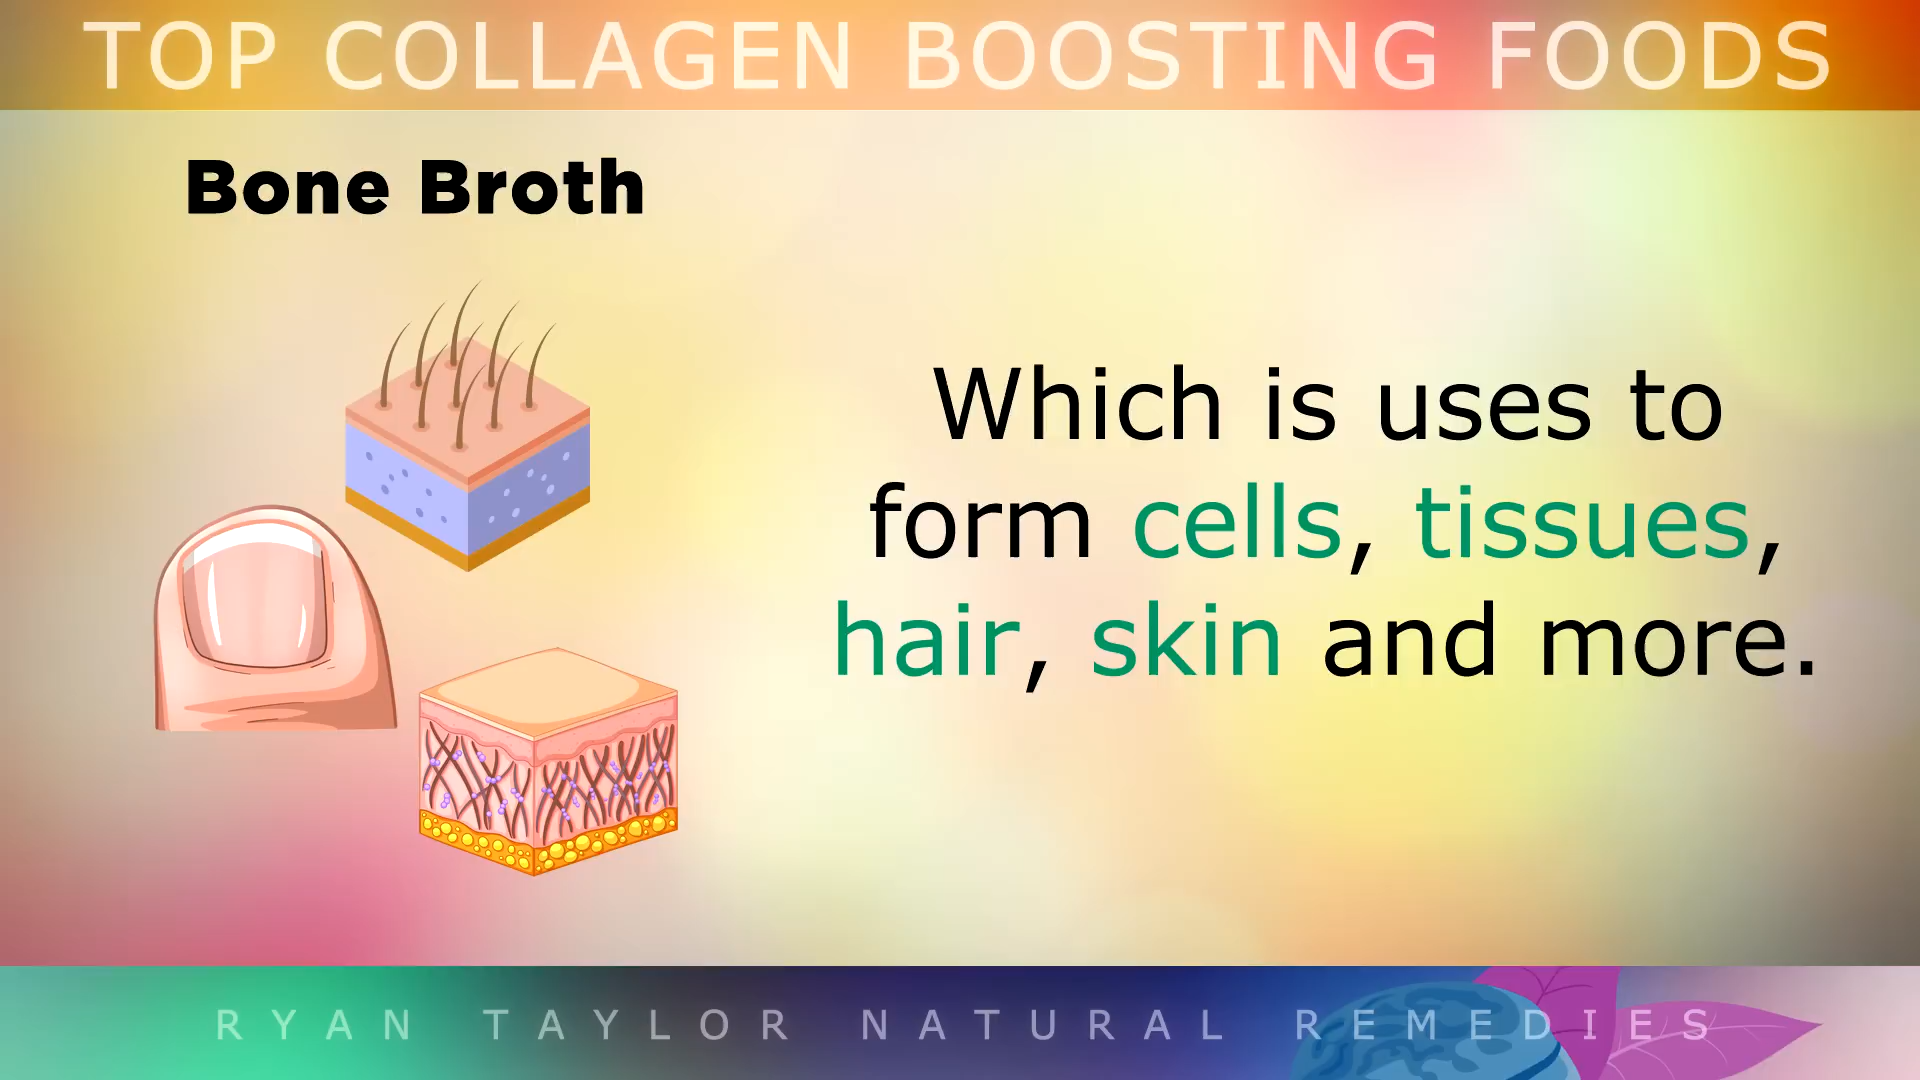 TOP COLLAGEN BOOSTING FOODS
Bone Broth
Which is uses to
form cells, tissues,
hair, skin and more.
RYAN TAYLOR NATURAL REMEDIES